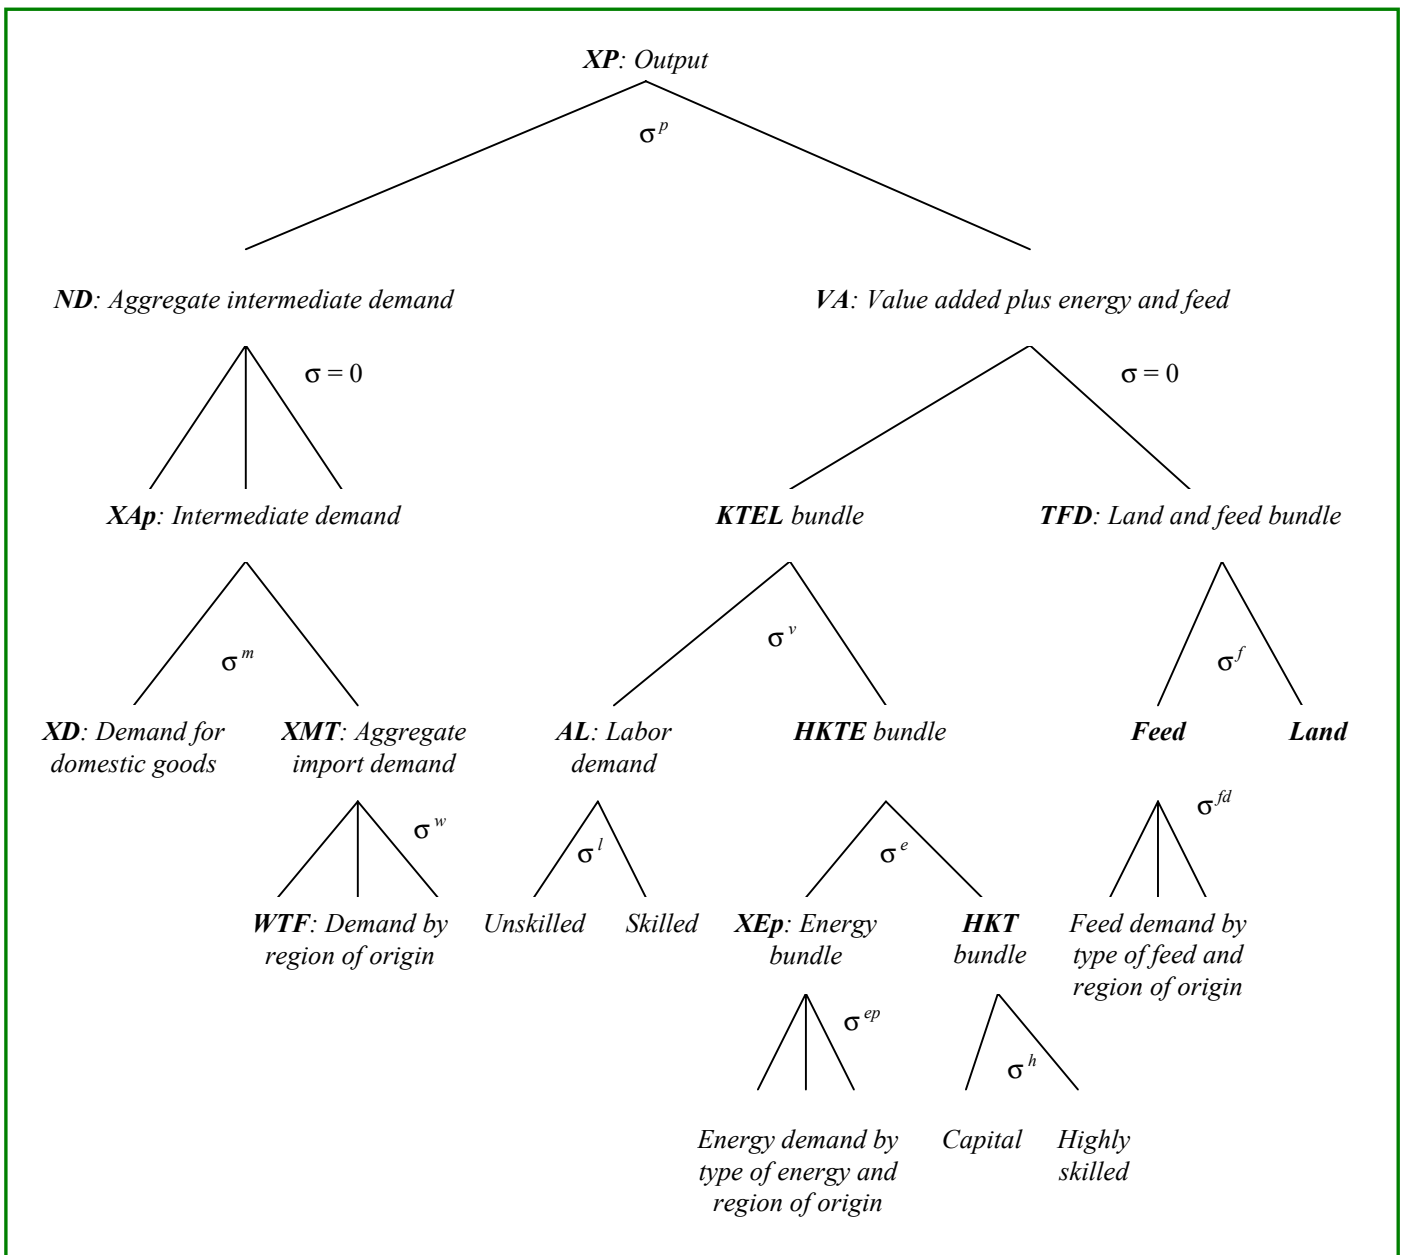 XP: Output
σ p
ND: Aggregate intermediate demand
VA: Value added plus energy and feed
σ = 0
σ = 0
XAp: Intermediate demand
KTEL bundle
TFD: Land and feed bundle
σ m
σ v
σ f
XD: Demand for
domestic goods
XMT: Aggregate
import demand
AL: Labor
demand
HKTE bundle
Feed
Land
σ w
σ l
σ e
σ fd
WTF: Demand by
region of origin
Unskilled
Skilled
XEp: Energy
bundle
HKT
bundle
Feed demand by
type of feed and
region of origin
σ ep
σ h
Energy demand by
type of energy and
region of origin
Capital
Highly
skilled